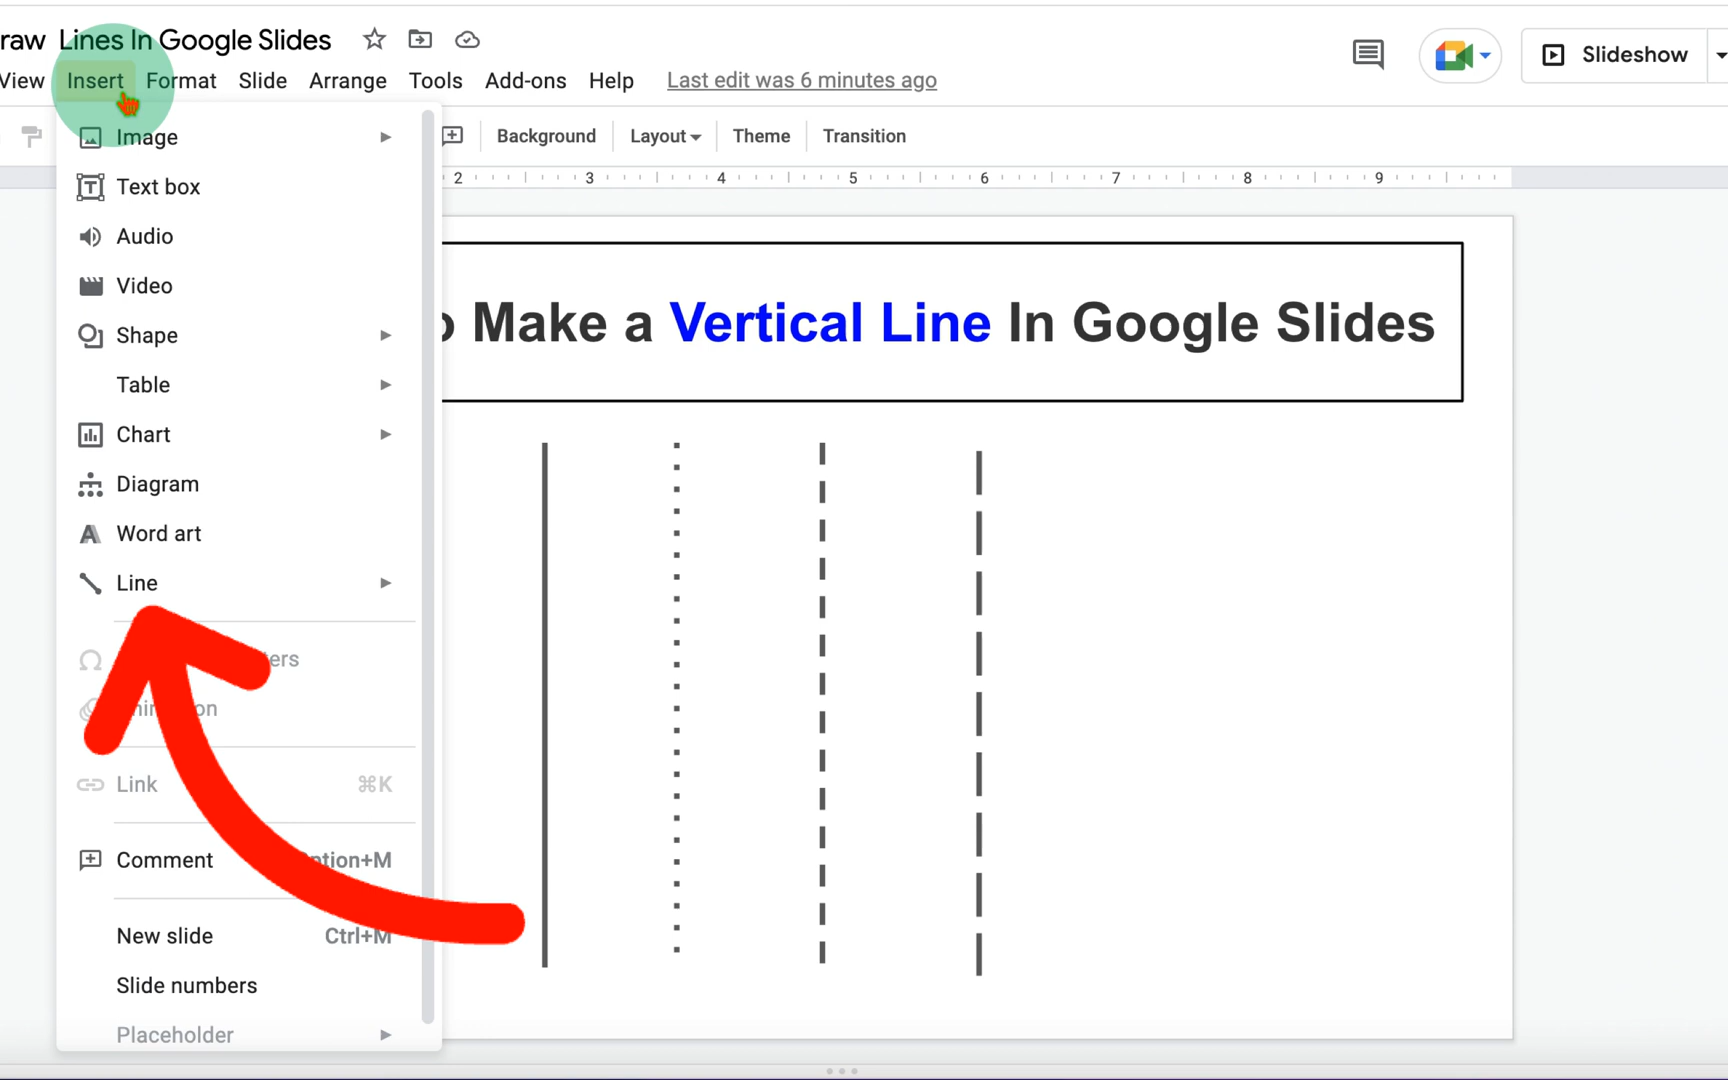 raw Lines In Google Slides
View Insert Format Slide Arrange Tools Add-ons Help Last edit was 6 minutes ago
Slideshow
Background Layout Theme Transition
2 3 4 5 6 7 8 9
Image
Text box
Audio
Video
Shape
Table
Chart
Diagram
Word art
Line
Link ⌘K
Comment ption+M
New slide Ctrl+M
Slide numbers
Placeholder
o Make a Vertical Line In Google Slides